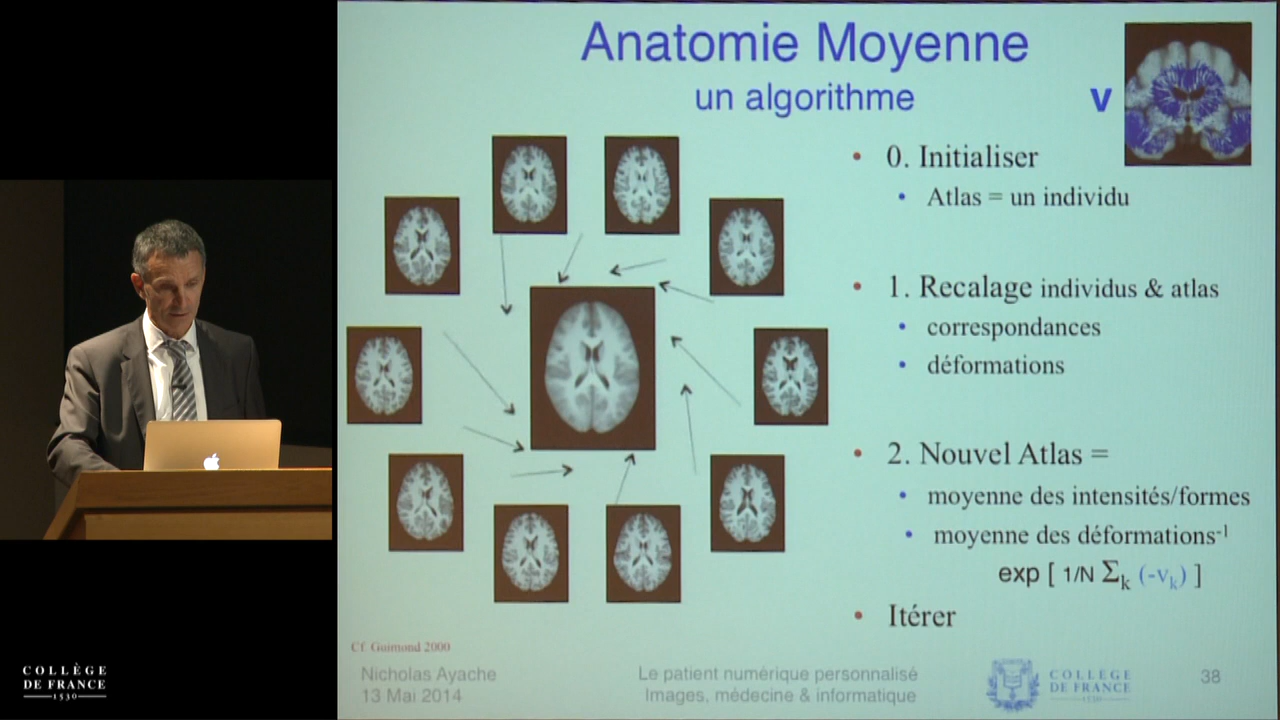 Anatomie Moyenne
un algorithme
v
• 0. Initialiser
• Atlas = un individu
• 1. Recalage individus & atlas
• correspondances
• déformations
• 2. Nouvel Atlas =
• moyenne des intensités/formes
• moyenne des déformations⁻¹
exp [ 1/N Σₖ (-vₖ) ]
• Itérer
Cf. Guimond 2000
Nicholas Ayache
13 Mai 2014
Le patient numérique personnalisé
Images, médecine & informatique
COLLÈGE
DE FRANCE
1530
38
COLLÈGE
DE FRANCE
1530